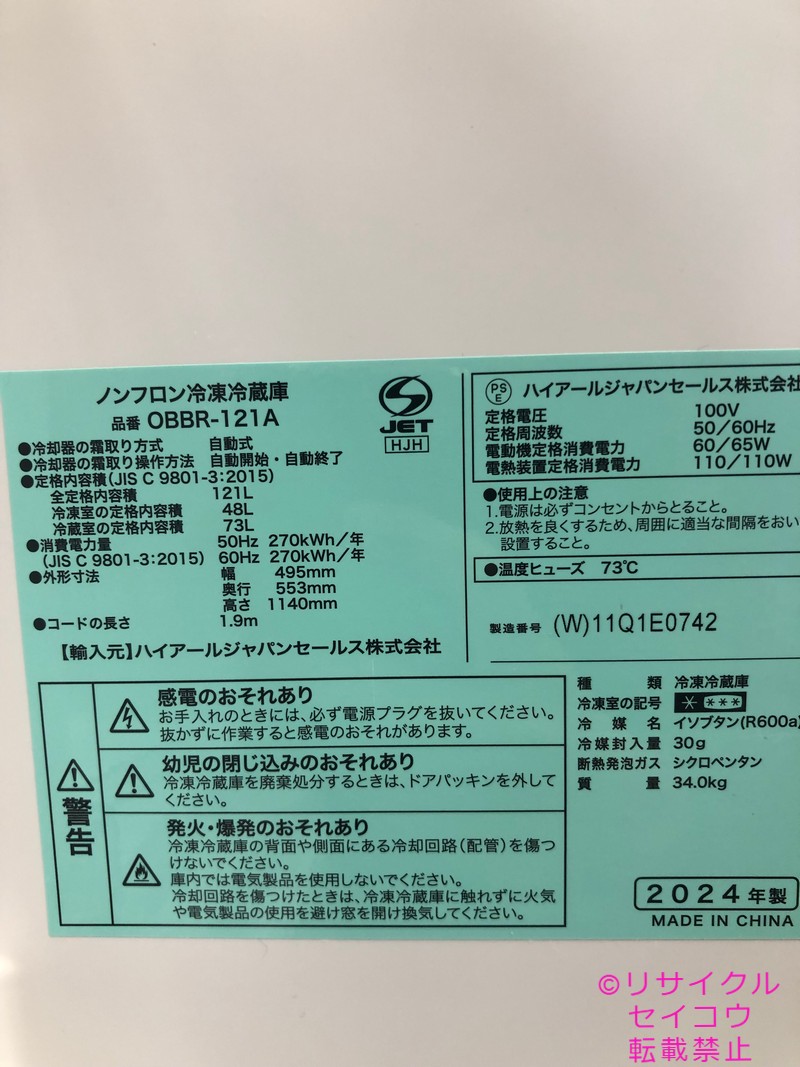 ノンフロン冷凍冷蔵庫
品番 OBBR-121A
JET
HJH
●冷却器の霜取り方式 自動式
●冷却器の霜取り操作方法 自動開始・自動終了
●定格内容積(JIS C 9801-3:2015)
全定格内容積 121L
冷凍室の定格内容積 48L
冷蔵室の定格内容積 73L
●消費電力量 50Hz 270kWh/年
(JIS C 9801-3:2015) 60Hz 270kWh/年
●外形寸法 幅 495mm
奥行 553mm
高さ 1140mm
●コードの長さ 1.9m
【輸入元】ハイアールジャパンセールス株式会社
PSE ハイアールジャパンセールス株式会社
定格電圧 100V
定格周波数 50/60Hz
電動機定格消費電力 60/65W
電熱装置定格消費電力 110/110W
●使用上の注意
1.電源は必ずコンセントからとること。
2.放熱を良くするため、周囲に適当な間隔をおい
設置すること。
●温度ヒューズ 73℃
製造番号 (W)11Q1E0742
警告
感電のおそれあり
お手入れのときには、必ず電源プラグを抜いてください。
抜かずに作業すると感電のおそれがあります。
幼児の閉じ込みのおそれあり
冷凍冷蔵庫を廃棄処分するときは、ドアパッキンを外して
ください。
発火・爆発のおそれあり
冷凍冷蔵庫の背面や側面にある冷却回路(配管)を傷つ
けないでください。
庫内では電気製品を使用しないでください。
冷却回路を傷つけたときは、冷凍冷蔵庫に触れずに火気
や電気製品の使用を避け窓を開け換気してください。
種類 冷凍冷蔵庫
冷凍室の記号 * ***
冷媒名 イソブタン(R600a)
冷媒封入量 30g
断熱発泡ガス シクロペンタン
質量 34.0kg
2024年製
MADE IN CHINA
©リサイクル
セイコウ
転載禁止